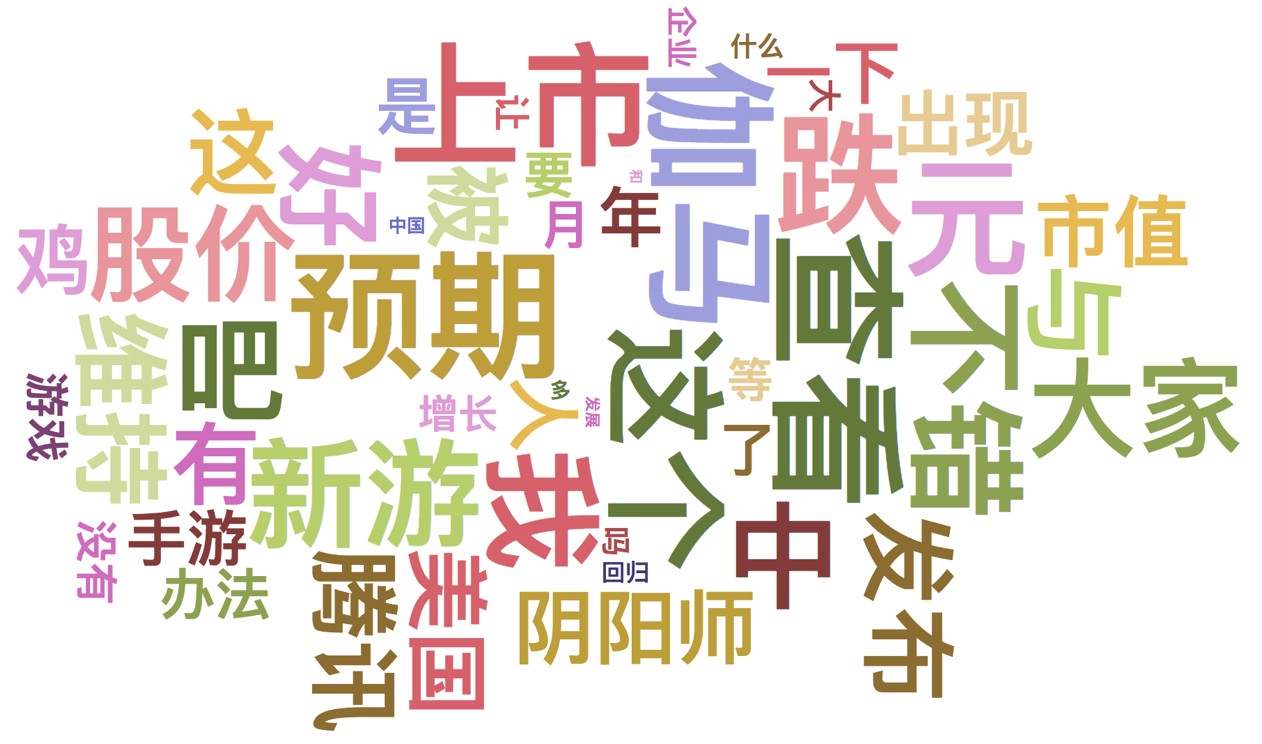 企业
什么
一下
上市
是
让
伽马
大
出现
这
好
被
要
和
跌
年
月
中国
元
市值
鸡
股价
预期
查看
不错
与
维持
吧
这个
等
大家
游戏
增长
人
多
发展
了
有
新游
我
中
手游
没有
办法
吗
回归
发布
腾讯
美国
阴阳师